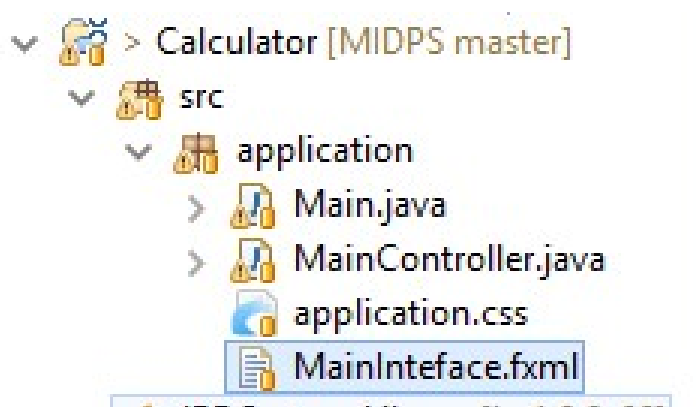 > Calculator [MIDPS master]
src
application
Main.java
MainController.java
application.css
MainInteface.fxml